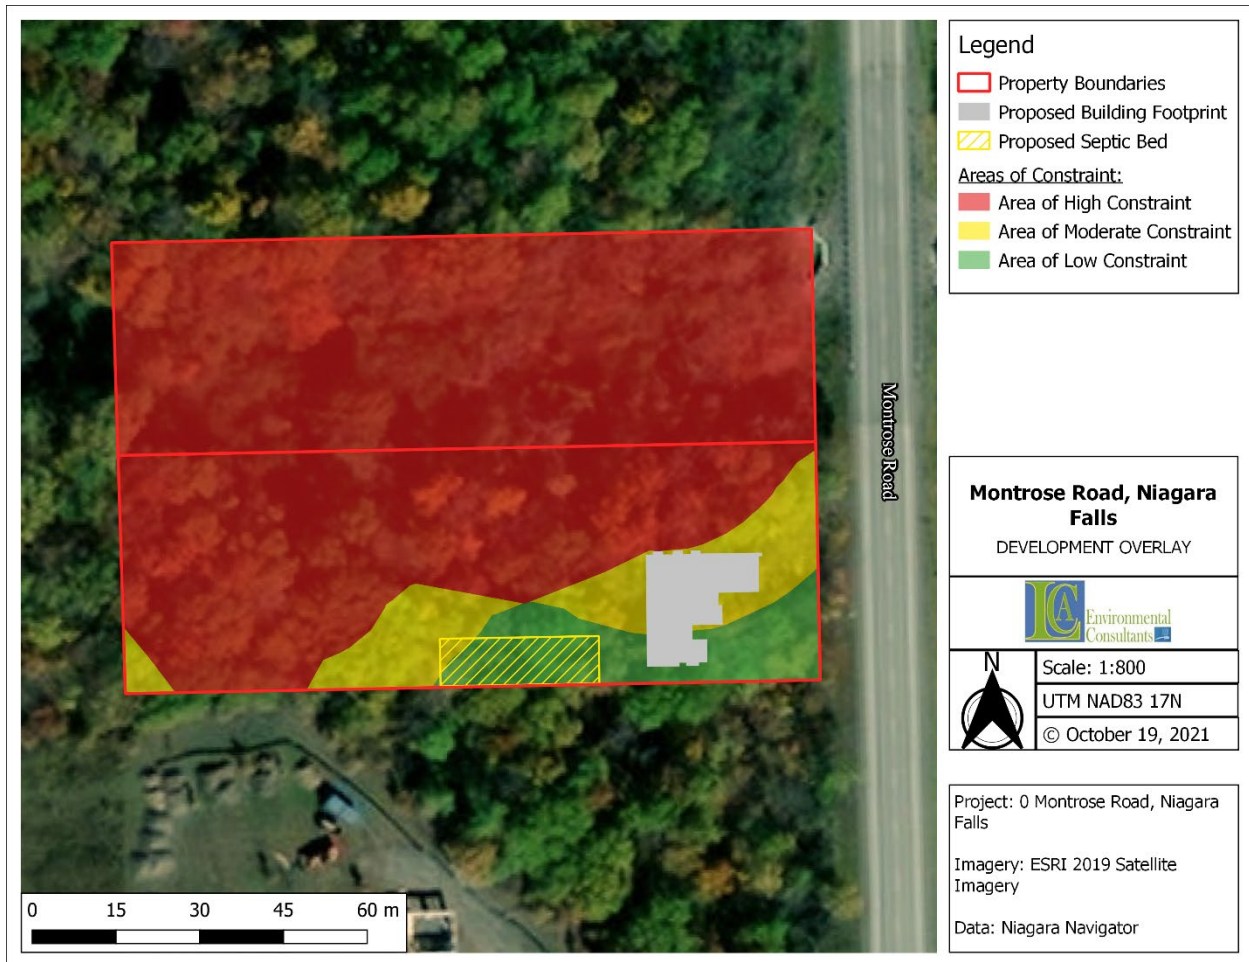 Legend
Property Boundaries
Proposed Building Footprint
Proposed Septic Bed
Areas of Constraint:
Area of High Constraint
Area of Moderate Constraint
Area of Low Constraint
Montrose Road
Montrose Road, Niagara
Falls
DEVELOPMENT OVERLAY
LCA
Environmental
Consultants
N
Scale: 1:800
UTM NAD83 17N
© October 19, 2021
Project: 0 Montrose Road, Niagara
Falls
Imagery: ESRI 2019 Satellite
Imagery
Data: Niagara Navigator
0 15 30 45 60 m